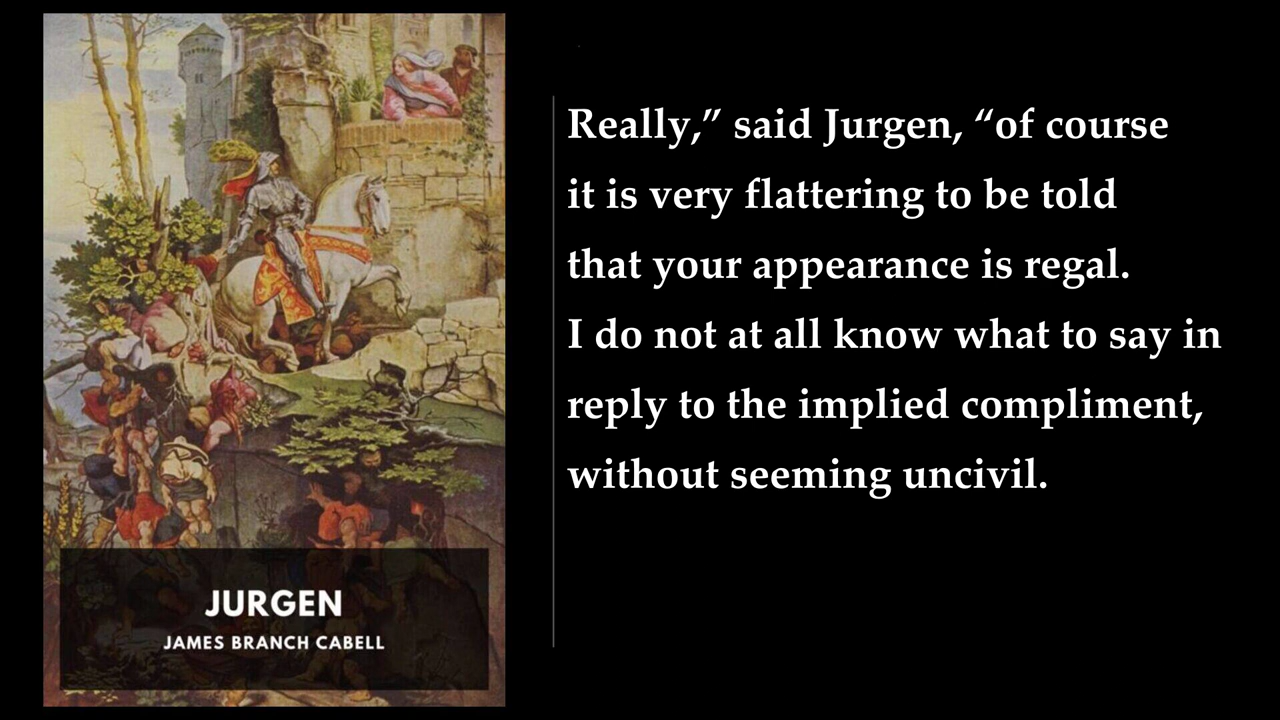 Really,” said Jurgen, “of course
it is very flattering to be told
that your appearance is regal.
I do not at all know what to say in
reply to the implied compliment,
without seeming uncivil.
JURGEN
JAMES BRANCH CABELL